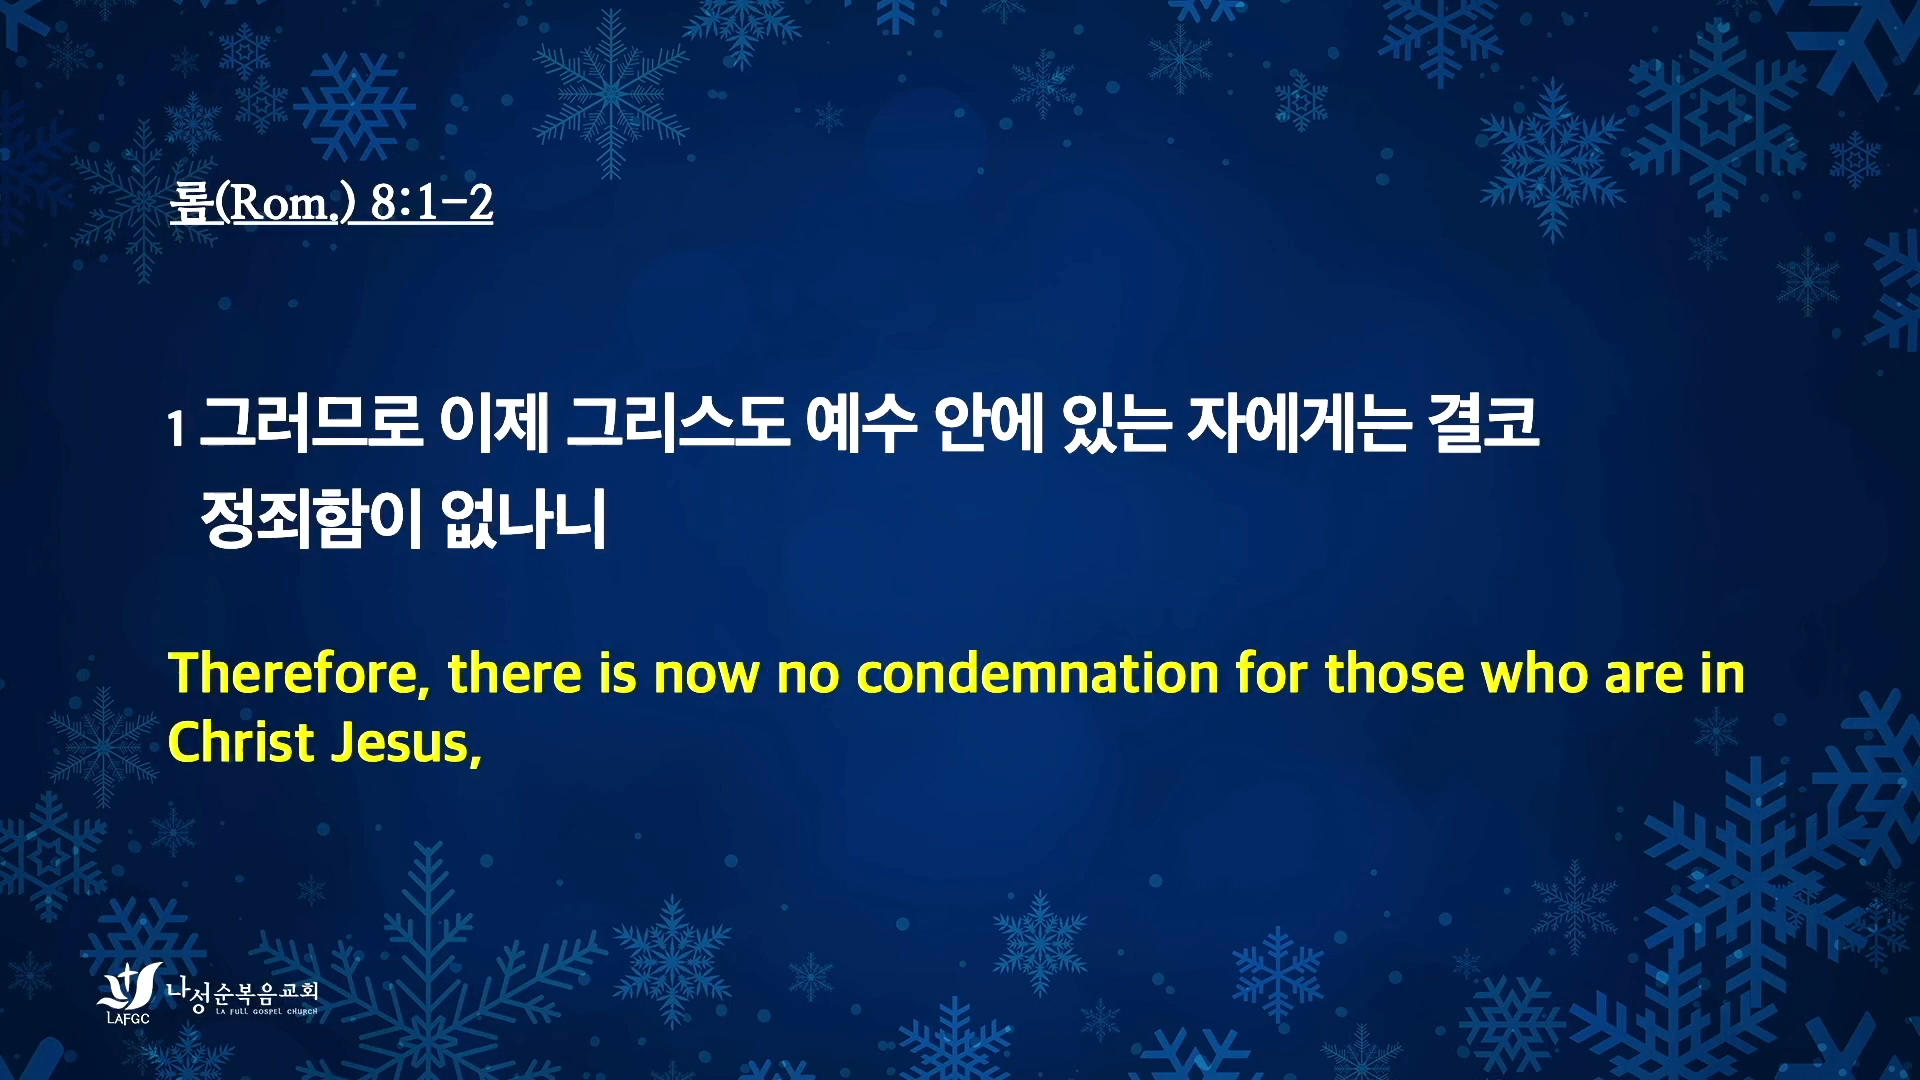 롬(Rom.) 8:1-2
1 그러므로 이제 그리스도 예수 안에 있는 자에게는 결코
정죄함이 없나니
Therefore, there is now no condemnation for those who are in
Christ Jesus,
나성순복음교회
LA FULL GOSPEL CHURCH
LAFGC